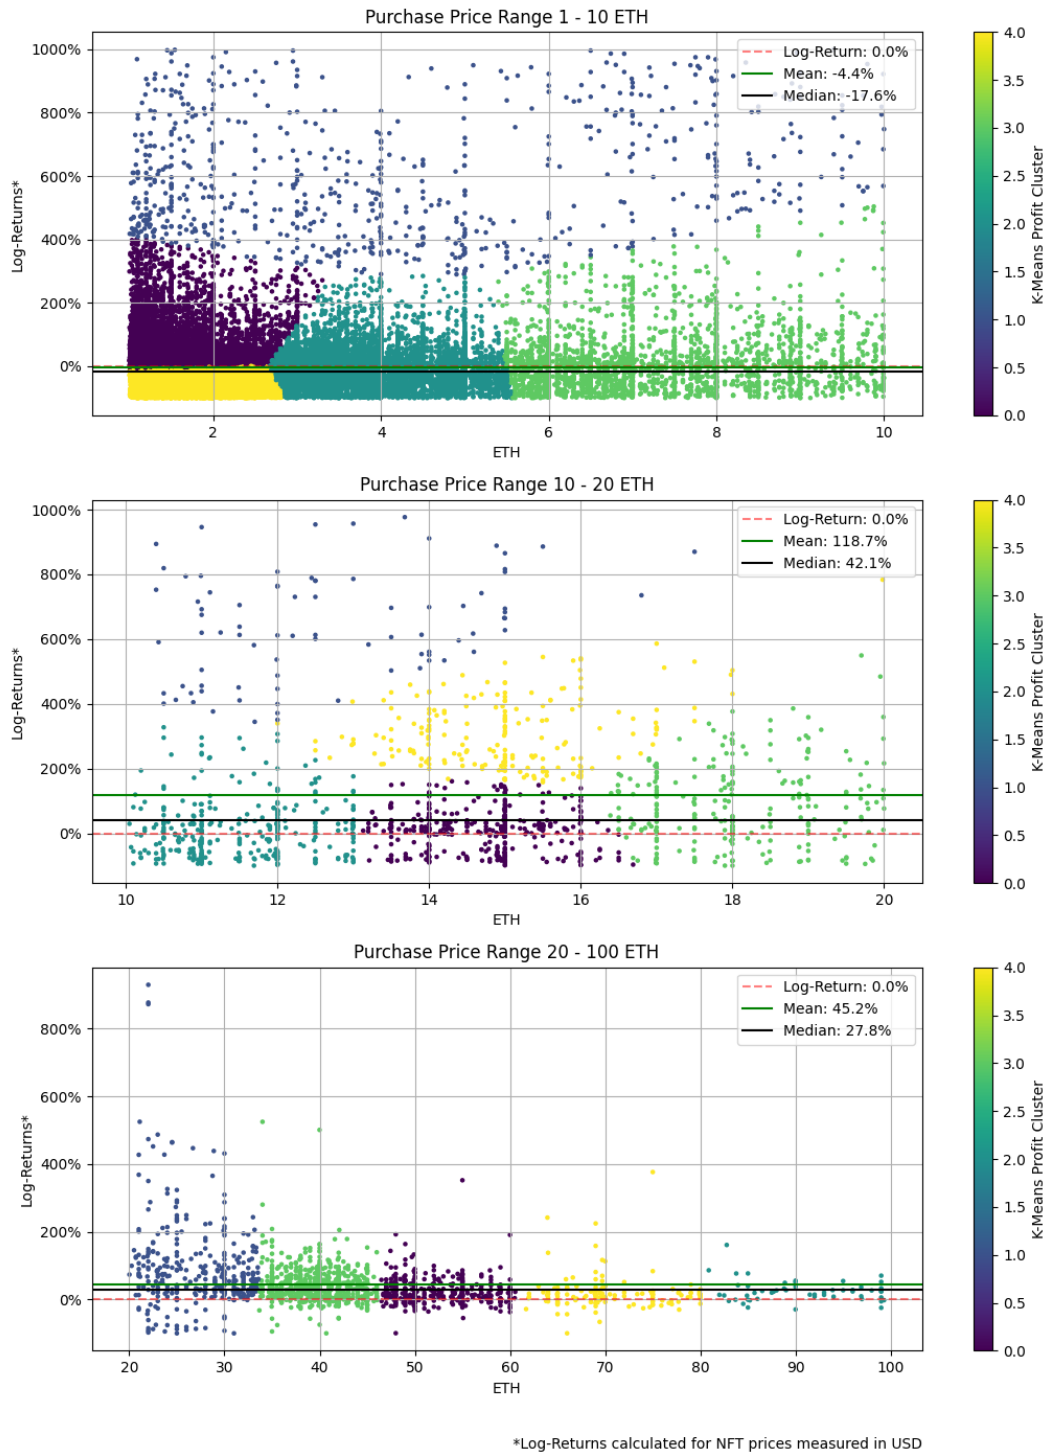 Purchase Price Range 1 - 10 ETH
1000%
800%
600%
400%
200%
0%
Log-Returns*
2
4
6
8
10
ETH
Log-Return: 0.0%
Mean: -4.4%
Median: -17.6%
4.0
3.5
3.0
2.5
2.0
1.5
1.0
0.5
0.0
K-Means Profit Cluster
Purchase Price Range 10 - 20 ETH
1000%
800%
600%
400%
200%
0%
Log-Returns*
10
12
14
16
18
20
ETH
Log-Return: 0.0%
Mean: 118.7%
Median: 42.1%
4.0
3.5
3.0
2.5
2.0
1.5
1.0
0.5
0.0
K-Means Profit Cluster
Purchase Price Range 20 - 100 ETH
800%
600%
400%
200%
0%
Log-Returns*
20
30
40
50
60
70
80
90
100
ETH
Log-Return: 0.0%
Mean: 45.2%
Median: 27.8%
4.0
3.5
3.0
2.5
2.0
1.5
1.0
0.5
0.0
K-Means Profit Cluster
*Log-Returns calculated for NFT prices measured in USD